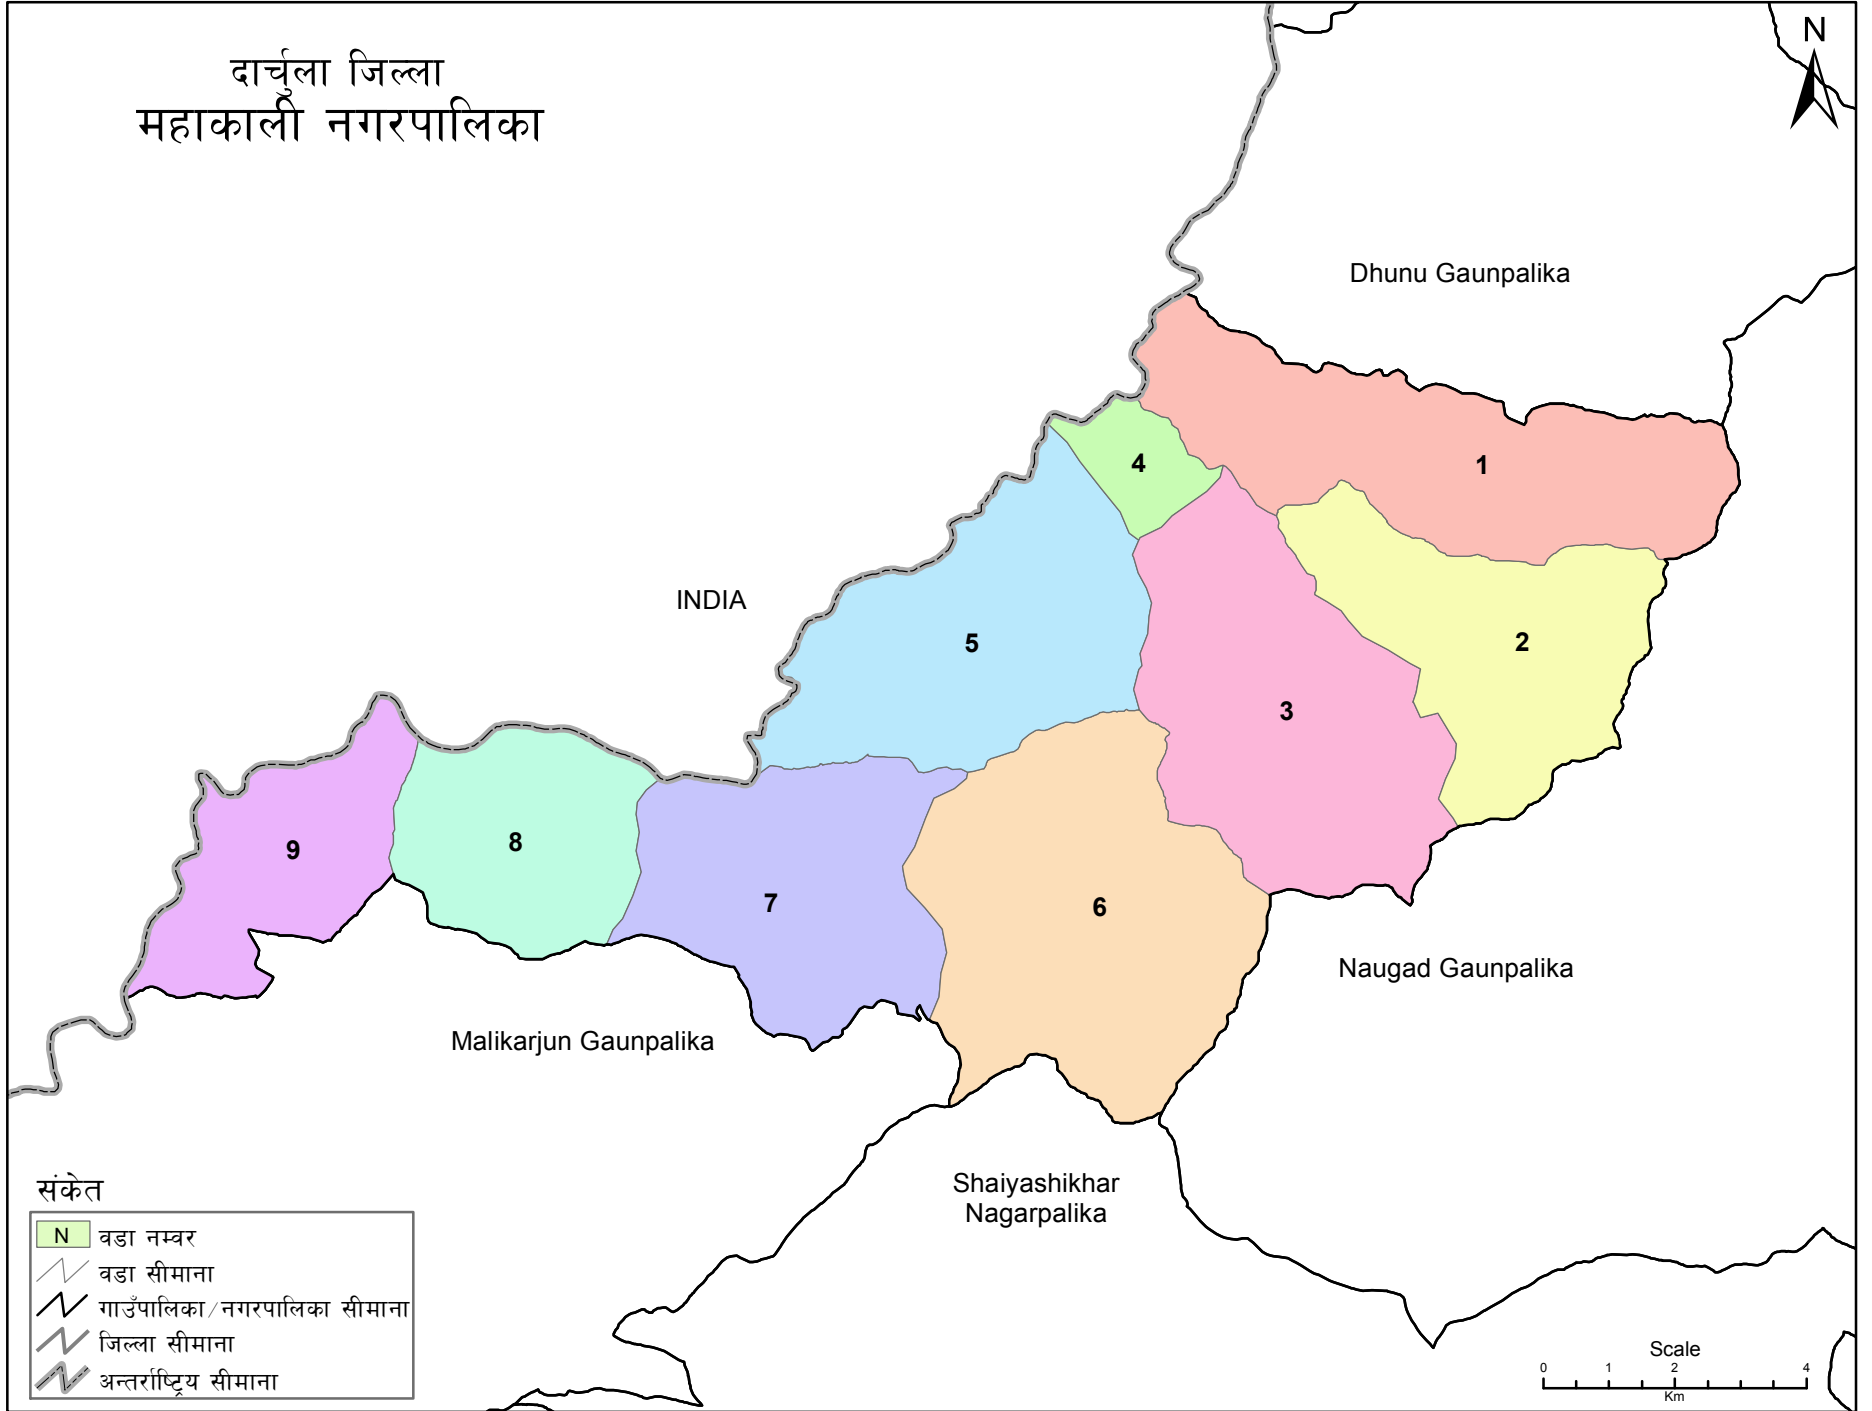 दार्चुला जिल्ला
महाकाली नगरपालिका
N
Dhunu Gaunpalika
1
4
INDIA
5
2
3
9
8
7
6
Naugad Gaunpalika
Malikarjun Gaunpalika
Shaiyashikhar
Nagarpalika
संकेत
N वडा नम्वर
वडा सीमाना
गाउँपालिका/नगरपालिका सीमाना
जिल्ला सीमाना
अन्तर्राष्ट्रिय सीमाना
Scale
0 1 2 4
Km